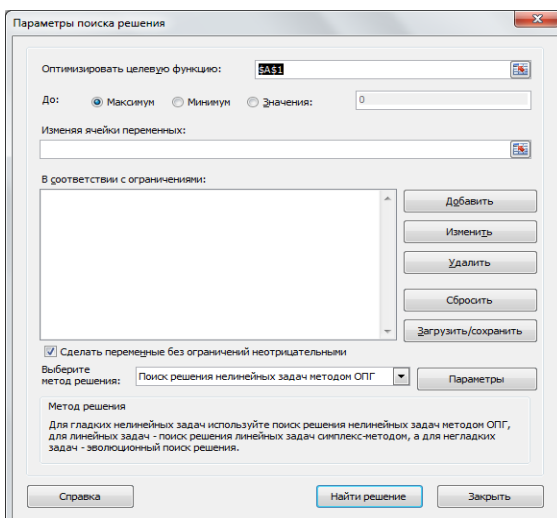 Параметры поиска решения
Оптимизировать целевую функцию: $A$1
До: Максимум Минимум Значения: 0
Изменяя ячейки переменных:
В соответствии с ограничениями:
Добавить
Изменить
Удалить
Сбросить
Загрузить/сохранить
Сделать переменные без ограничений неотрицательными
Выберите
метод решения: Поиск решения нелинейных задач методом ОПГ Параметры
Метод решения
Для гладких нелинейных задач используйте поиск решения нелинейных задач методом ОПГ,
для линейных задач - поиск решения линейных задач симплекс-методом, а для негладких
задач - эволюционный поиск решения.
Справка Найти решение Закрыть